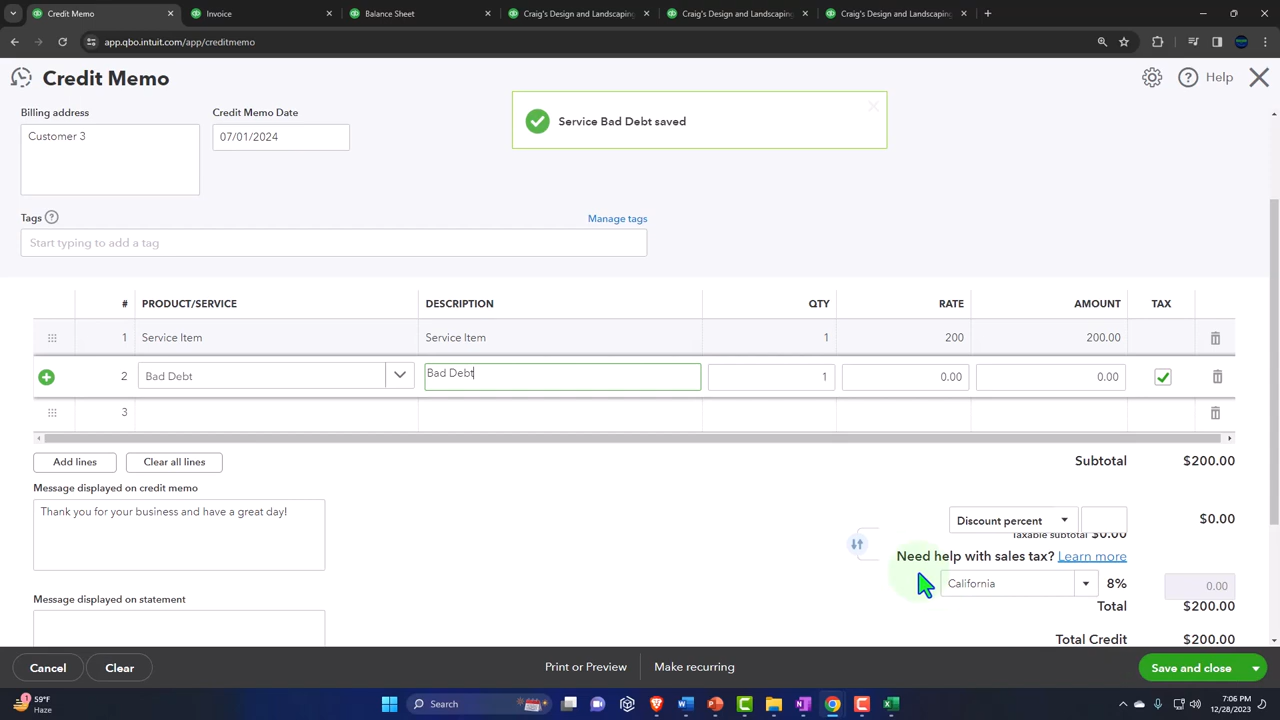 Credit Memo
Invoice
Balance Sheet
Craig's Design and Landscaping
Craig's Design and Landscaping
Craig's Design and Landscaping
app.qbo.intuit.com/app/creditmemo
Credit Memo
Help
Billing address
Credit Memo Date
Service Bad Debt saved
Customer 3
07/01/2024
Tags
Manage tags
Start typing to add a tag
# PRODUCT/SERVICE DESCRIPTION QTY RATE AMOUNT TAX
1 Service Item Service Item 1 200 200.00
2 Bad Debt Bad Debt 1 0.00 0.00
3
Add lines
Clear all lines
Subtotal $200.00
Message displayed on credit memo
Thank you for your business and have a great day!
Discount percent $0.00
Taxable subtotal $0.00
Need help with sales tax? Learn more
California 8% 0.00
Message displayed on statement
Total $200.00
Total Credit $200.00
Cancel
Clear
Print or Preview
Make recurring
Save and close
59°F
Haze
Search
7:06 PM
12/28/2023